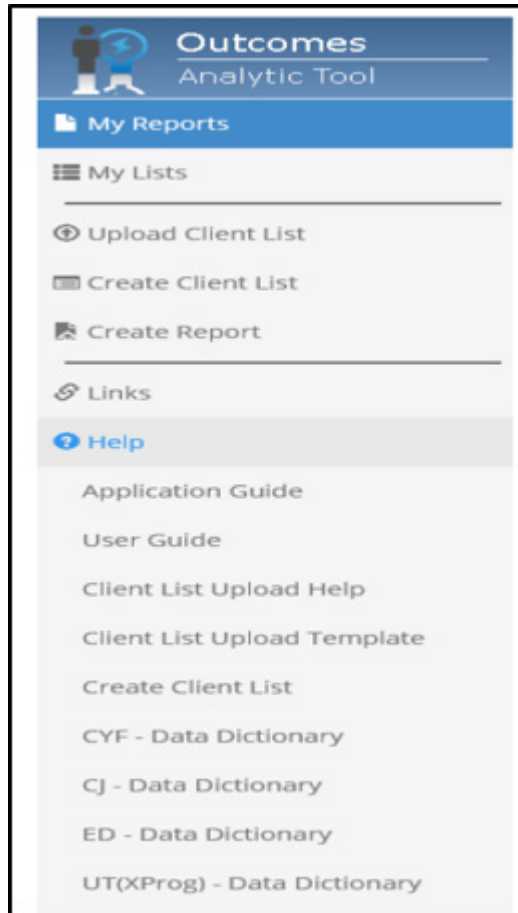 Outcomes
Analytic Tool
My Reports
My Lists
Upload Client List
Create Client List
Create Report
Links
Help
Application Guide
User Guide
Client List Upload Help
Client List Upload Template
Create Client List
CYF - Data Dictionary
CJ - Data Dictionary
ED - Data Dictionary
UT(XProg) - Data Dictionary